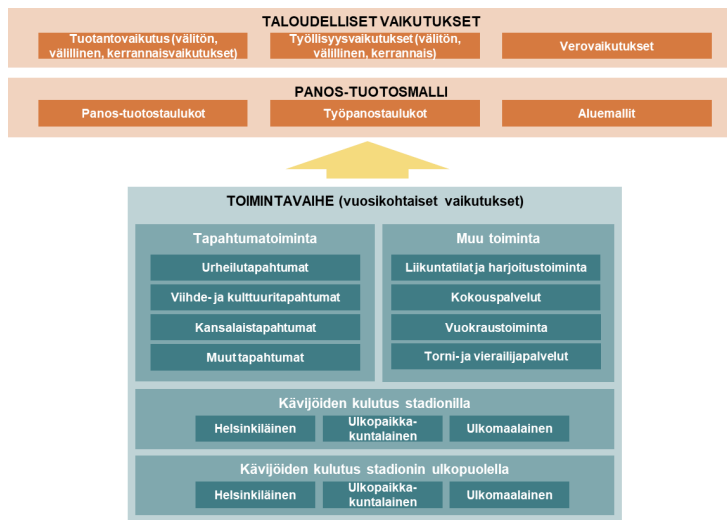 TALOUDELLISET VAIKUTUKSET
Tuotantovaikutus (välitön,
välillinen, kerrannaisvaikutukset)
Työllisyysvaikutukset (välitön,
välillinen, kerrannais)
Verovaikutukset
PANOS-TUOTOSMALLI
Panos-tuotostaulukot
Työpanostaulukot
Aluemallit
TOIMINTAVAIHE (vuosikohtaiset vaikutukset)
Tapahtumatoiminta
Urheilutapahtumat
Viihde- ja kulttuuritapahtumat
Kansalaistapahtumat
Muut tapahtumat
Muu toiminta
Liikuntatilat ja harjoitustoiminta
Kokouspalvelut
Vuokraustoiminta
Torni- ja vierailijapalvelut
Kävijöiden kulutus stadionilla
Helsinkiläinen
Ulkopaikka-
kuntalainen
Ulkomaalainen
Kävijöiden kulutus stadionin ulkopuolella
Helsinkiläinen
Ulkopaikka-
kuntalainen
Ulkomaalainen